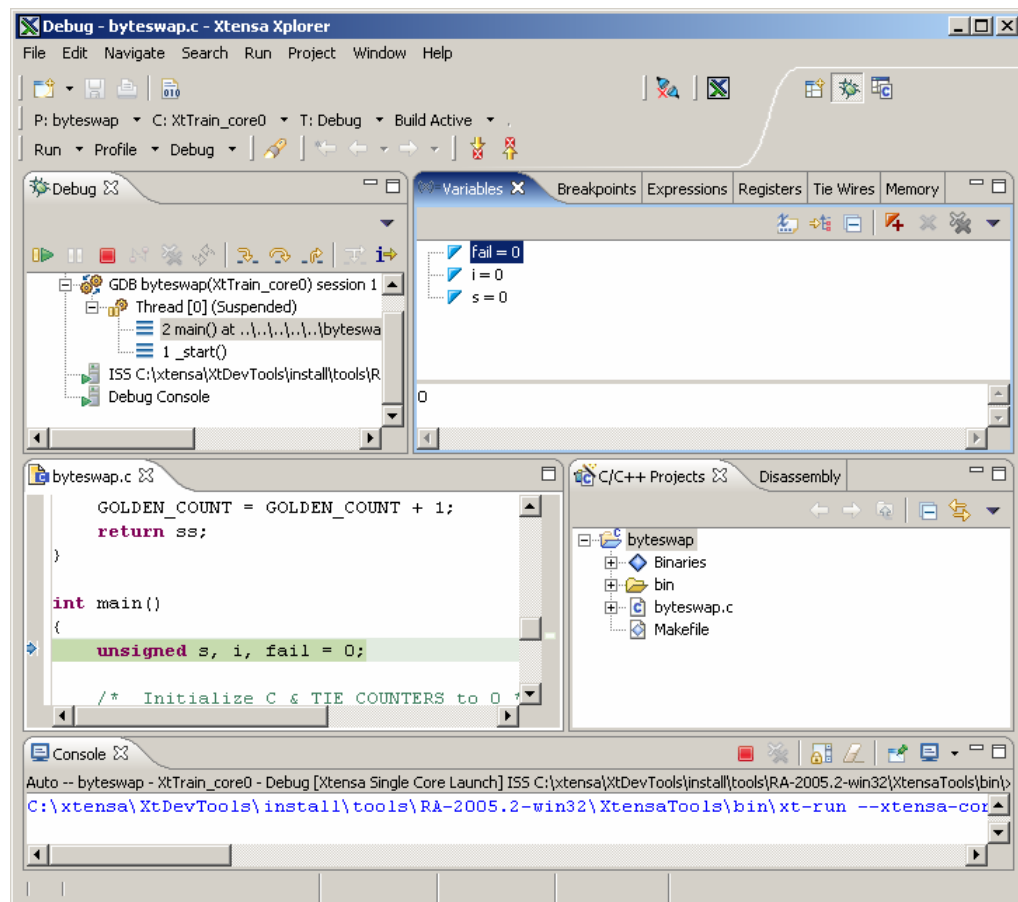 Debug - byteswap.c - Xtensa Xplorer
File Edit Navigate Search Run Project Window Help
010
P: byteswap C: XtTrain_core0 T: Debug Build Active
Run Profile Debug
Debug
GDB byteswap(XtTrain_core0) session 1
Thread [0] (Suspended)
2 main() at ..\..\..\..\..\byteswa
1 _start()
ISS C:\xtensa\XtDevTools\install\tools\R
Debug Console
Variables Breakpoints Expressions Registers Tie Wires Memory
fail = 0
i = 0
s = 0
0
byteswap.c
GOLDEN_COUNT = GOLDEN_COUNT + 1;
return ss;
}
int main()
{
unsigned s, i, fail = 0;
/* Initialize C & TIE COUNTERS to 0 *
C/C++ Projects Disassembly
byteswap
Binaries
bin
byteswap.c
Makefile
Console
Auto -- byteswap - XtTrain_core0 - Debug [Xtensa Single Core Launch] ISS C:\xtensa\XtDevTools\install\tools\RA-2005.2-win32\XtensaTools\bin\x
C:\xtensa\XtDevTools\install\tools\RA-2005.2-win32\XtensaTools\bin\xt-run --xtensa-cor